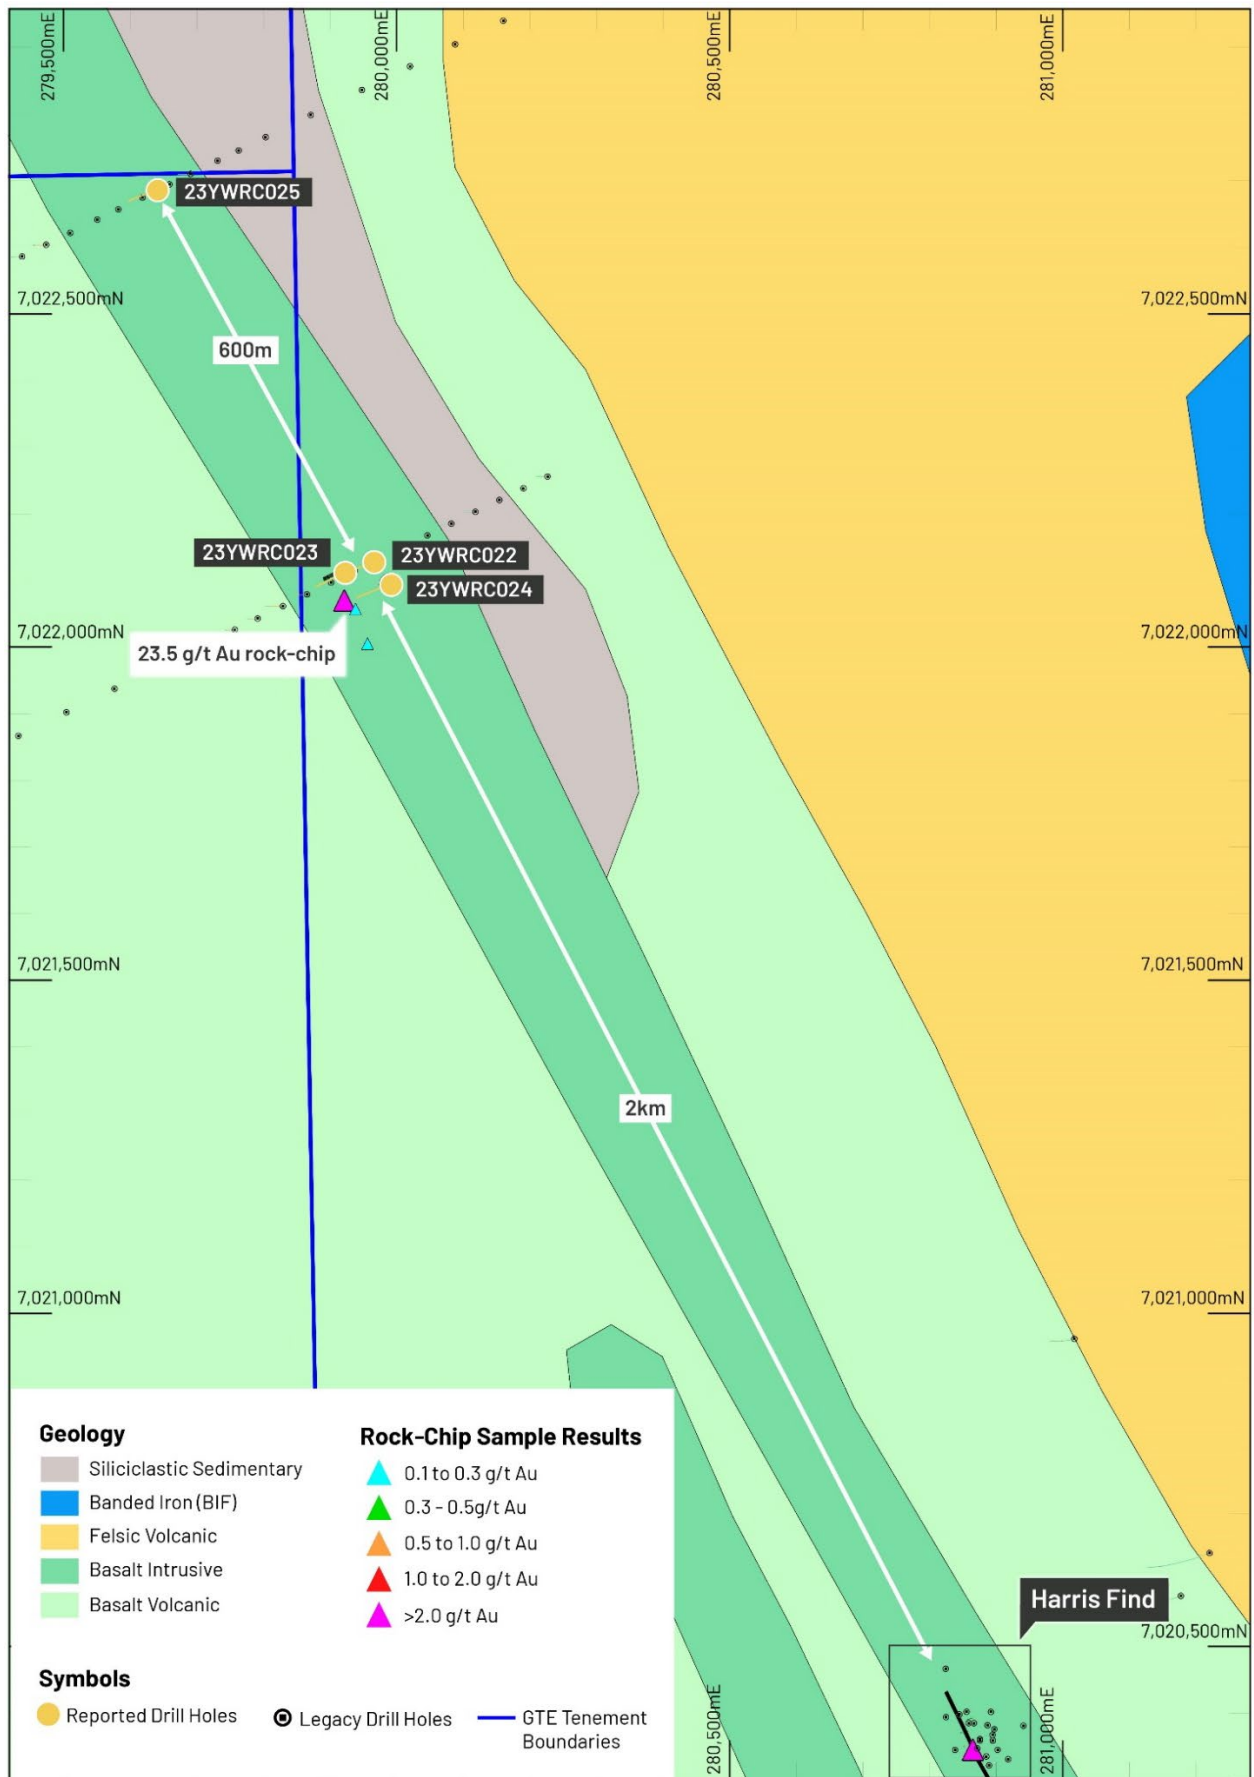 279,500mE
280,000mE
280,500mE
281,000mE
23YWRC025
7,022,500mN
7,022,500mN
600m
23YWRC023
23YWRC022
23YWRC024
7,022,000mN
7,022,000mN
23.5 g/t Au rock-chip
7,021,500mN
7,021,500mN
2km
7,021,000mN
7,021,000mN
Geology
Siliciclastic Sedimentary
Banded Iron (BIF)
Felsic Volcanic
Basalt Intrusive
Basalt Volcanic
Rock-Chip Sample Results
0.1 to 0.3 g/t Au
0.3 - 0.5g/t Au
0.5 to 1.0 g/t Au
1.0 to 2.0 g/t Au
>2.0 g/t Au
Symbols
Reported Drill Holes
Legacy Drill Holes
GTE Tenement
Boundaries
Harris Find
7,020,500mN
280,500mE
281,000mE